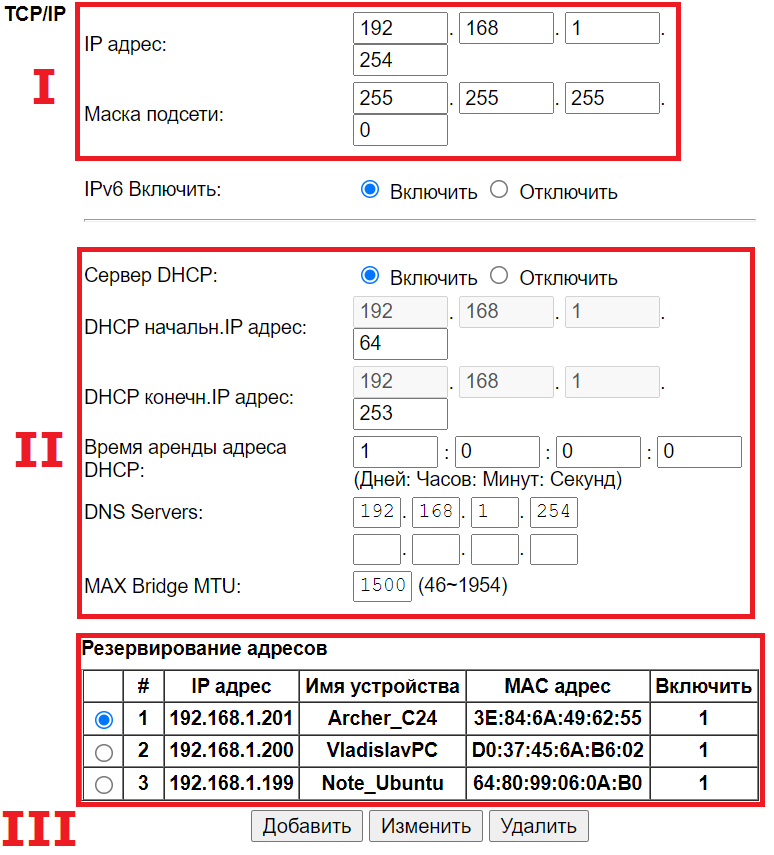 TCP/IP
I
IP адрес: 192 . 168 . 1 .
254
Маска подсети: 255 . 255 . 255 .
0
IPv6 Включить: Включить Отключить
II
Сервер DHCP: Включить Отключить
DHCP начальн.IP адрес: 192 . 168 . 1 .
64
DHCP конечн.IP адрес: 192 . 168 . 1 .
253
Время аренды адреса
DHCP: 1 : 0 : 0 : 0
(Дней: Часов: Минут: Секунд)
DNS Servers: 192 . 168 . 1 . 254
. . .
MAX Bridge MTU: 1500 (46~1954)
Резервирование адресов
# IP адрес Имя устройства MAC адрес Включить
1 192.168.1.201 Archer_C24 3E:84:6A:49:62:55 1
2 192.168.1.200 VladislavPC D0:37:45:6A:B6:02 1
3 192.168.1.199 Note_Ubuntu 64:80:99:06:0A:B0 1
III
Добавить Изменить Удалить